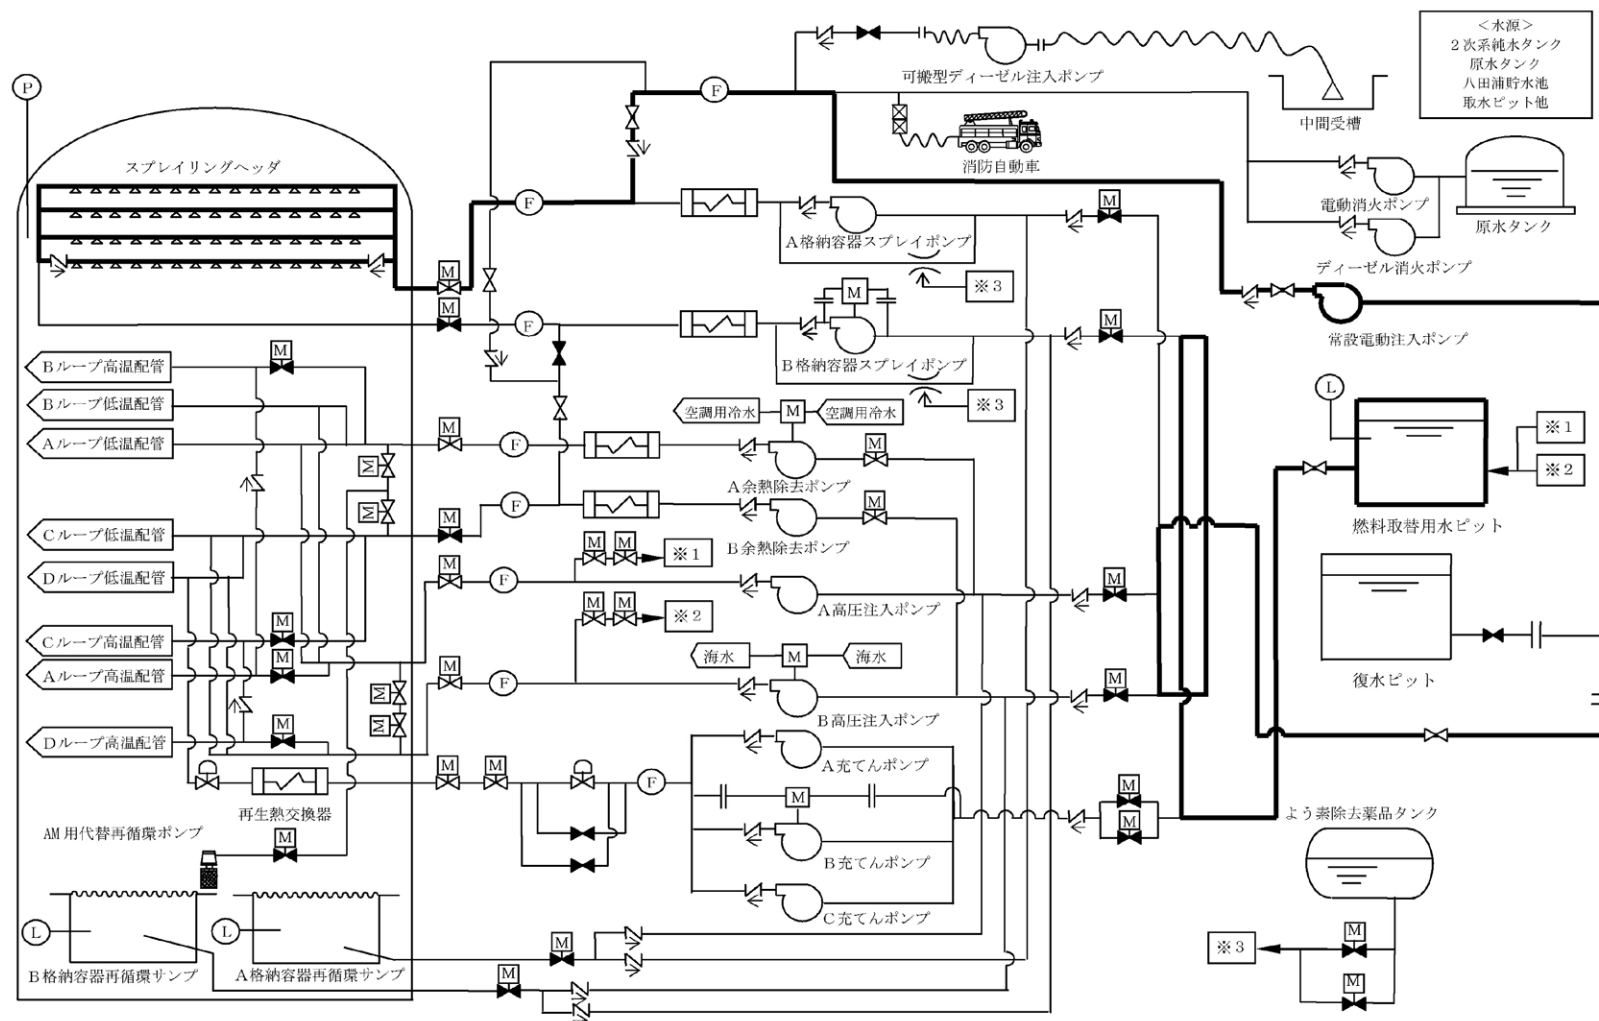 ＜水源＞
2次系純水タンク
原水タンク
八田浦貯水池
取水ピット他
可搬型ディーゼル注入ポンプ
中間受槽
P
F
消防自動車
スプレイリングヘッダ
電動消火ポンプ
原水タンク
ディーゼル消火ポンプ
F
M
A格納容器スプレイポンプ
M
※3
常設電動注入ポンプ
M
F
M
M
B格納容器スプレイポンプ
※3
M
Bループ高温配管
L
Bループ低温配管
空調用冷水
M
空調用冷水
※1
※2
Aループ低温配管
M
F
M
M
A余熱除去ポンプ
燃料取替用水ピット
M
F
M
M
Cループ低温配管
B余熱除去ポンプ
M
M
※1
Dループ低温配管
M
F
M
A高圧注入ポンプ
M
M
※2
Cループ高温配管
M
Aループ高温配管
M
海水
M
海水
M
F
M
復水ピット
M
M
B高圧注入ポンプ
Dループ高温配管
M
A充てんポンプ
M
M
F
M
M
再生熱交換器
AM用代替再循環ポンプ
M
M
よう素除去薬品タンク
B充てんポンプ
C充てんポンプ
L
L
M
M
※3
M
M
B格納容器再循環サンプ
A格納容器再循環サンプ